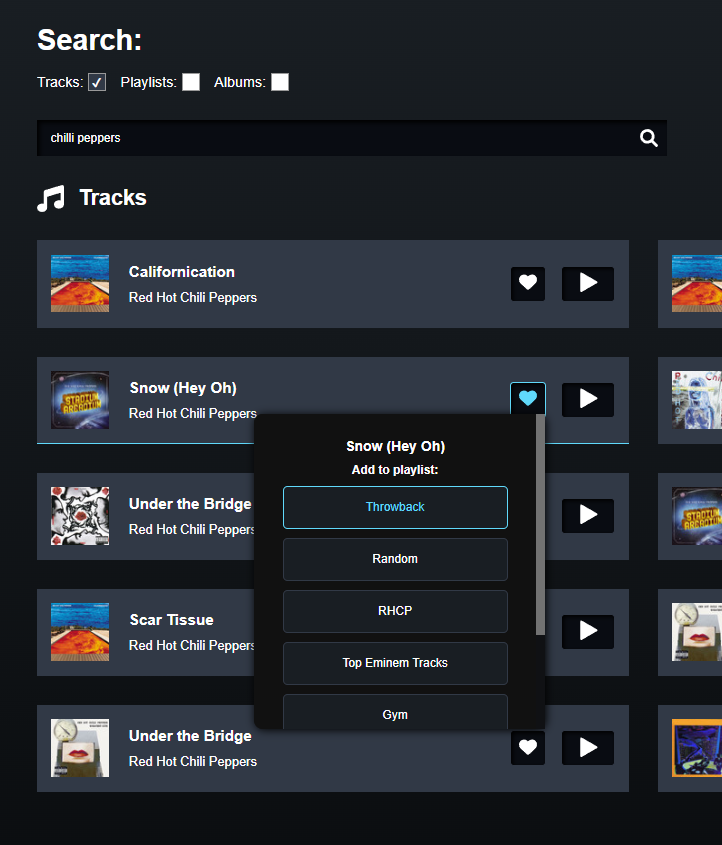 Search:
Tracks: Playlists: Albums:
chilli peppers
Tracks
Californication
Red Hot Chili Peppers
Snow (Hey Oh)
Red Hot Chili Peppers
STADIUM
ARCADIUM
Snow (Hey Oh)
Add to playlist:
Throwback
Random
RHCP
Top Eminem Tracks
Gym
Under the Bridge
Red Hot Chili Peppers
Scar Tissue
Red Hot Chili Peppers
Under the Bridge
Red Hot Chili Peppers